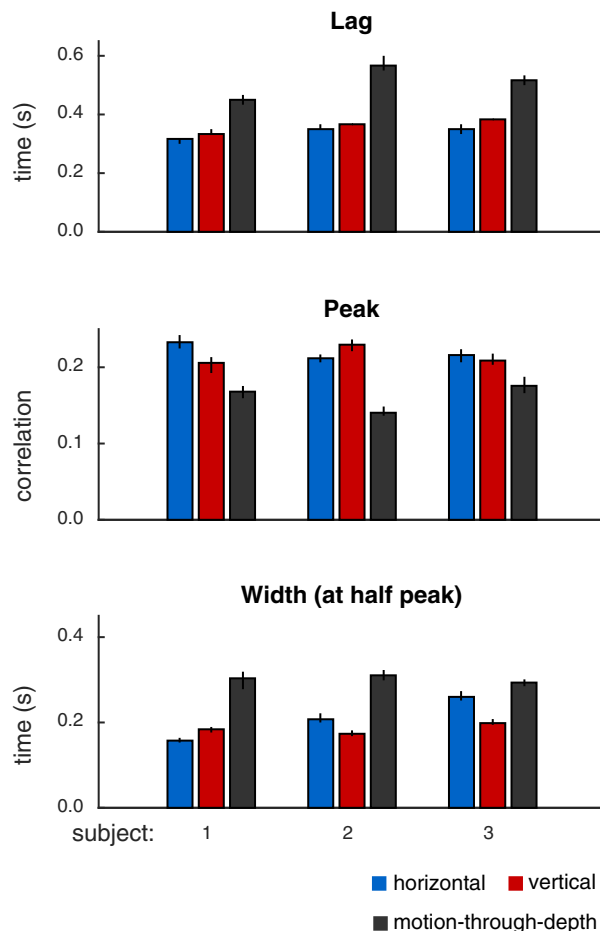 Lag
0.6
0.4
0.2
0.0
time (s)
Peak
0.2
0.1
0.0
correlation
Width (at half peak)
0.4
0.2
0.0
time (s)
subject: 1 2 3
horizontal vertical
motion-through-depth